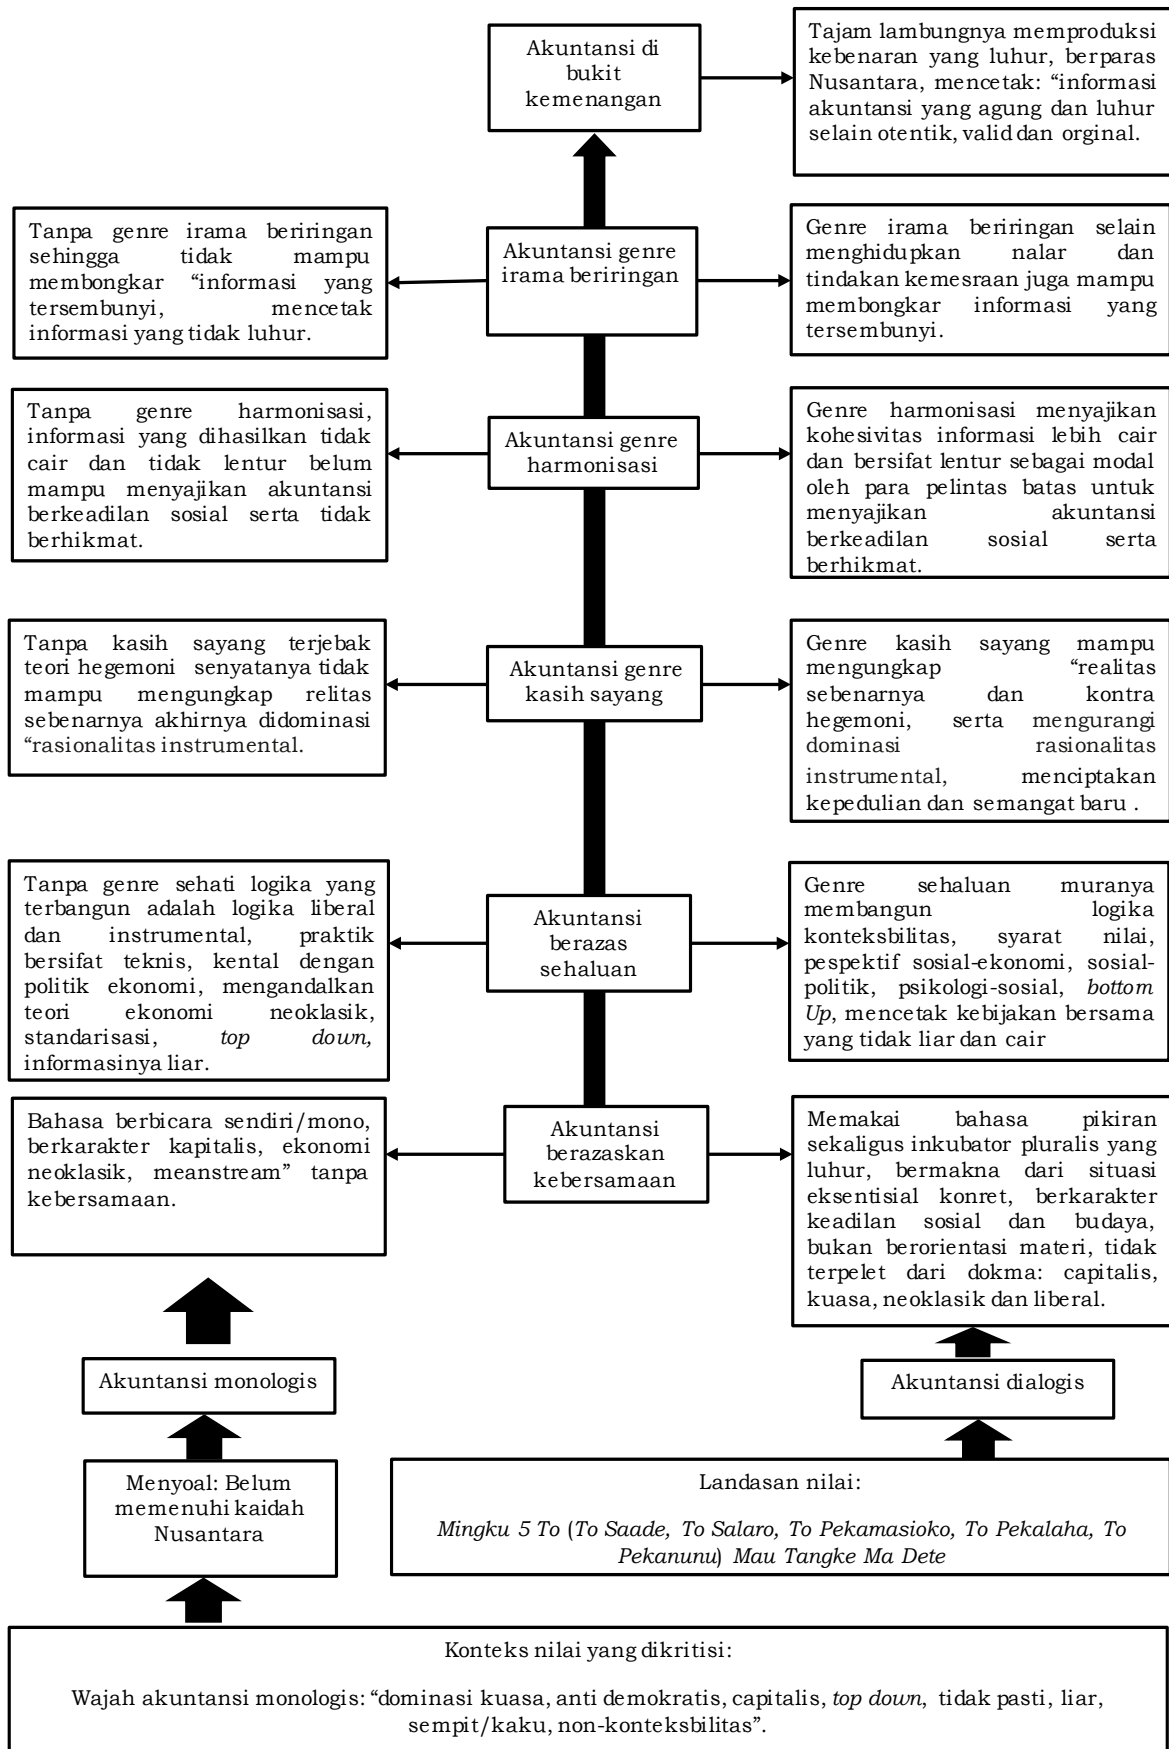 Akuntansi di
bukit
kemenangan
Tajam lambungnya memproduksi
kebenaran yang luhur, berparas
Nusantara, mencetak: “informasi
akuntansi yang agung dan luhur
selain otentik, valid dan orginal.
Tanpa genre irama beriringan
sehingga tidak mampu
membongkar “informasi yang
tersembunyi, mencetak
informasi yang tidak luhur.
Akuntansi genre
irama beriringan
Genre irama beriringan selain
menghidupkan nalar dan
tindakan kemesraan juga mampu
membongkar informasi yang
tersembunyi.
Tanpa genre harmonisasi,
informasi yang dihasilkan tidak
cair dan tidak lentur belum
mampu menyajikan akuntansi
berkeadilan sosial serta tidak
berhikmat.
Akuntansi genre
harmonisasi
Genre harmonisasi menyajikan
kohesivitas informasi lebih cair
dan bersifat lentur sebagai modal
oleh para pelintas batas untuk
menyajikan akuntansi
berkeadilan sosial serta
berhikmat.
Tanpa kasih sayang terjebak
teori hegemoni senyatanya tidak
mampu mengungkap relitas
sebenarnya akhirnya didominasi
“rasionalitas instrumental.
Akuntansi genre
kasih sayang
Genre kasih sayang mampu
mengungkap “realitas
sebenarnya dan kontra
hegemoni, serta mengurangi
dominasi rasionalitas
instrumental, menciptakan
kepedulian dan semangat baru .
Tanpa genre sehati logika yang
terbangun adalah logika liberal
dan instrumental, praktik
bersifat teknis, kental dengan
politik ekonomi, mengandalkan
teori ekonomi neoklasik,
standarisasi, top down,
informasinya liar.
Akuntansi
berazas
sehaluan
Genre sehaluan muranya
membangun logika
konteksbilitas, syarat nilai,
pespektif sosial-ekonomi, sosial-
politik, psikologi-sosial, bottom
Up, mencetak kebijakan bersama
yang tidak liar dan cair
Bahasa berbicara sendiri/mono,
berkarakter kapitalis, ekonomi
neoklasik, meanstream” tanpa
kebersamaan.
Akuntansi
berazaskan
kebersamaan
Memakai bahasa pikiran
sekaligus inkubator pluralis yang
luhur, bermakna dari situasi
eksentisial konret, berkarakter
keadilan sosial dan budaya,
bukan berorientasi materi, tidak
terpelet dari dokma: capitalis,
kuasa, neoklasik dan liberal.
Akuntansi monologis
Akuntansi dialogis
Menyoal: Belum
memenuhi kaidah
Nusantara
Landasan nilai:
Mingku 5 To (To Saade, To Salaro, To Pekamasioko, To Pekalaha, To
Pekanunu) Mau Tangke Ma Dete
Konteks nilai yang dikritisi:
Wajah akuntansi monologis: “dominasi kuasa, anti demokratis, capitalis, top down, tidak pasti, liar,
sempit/kaku, non-konteksbilitas”.